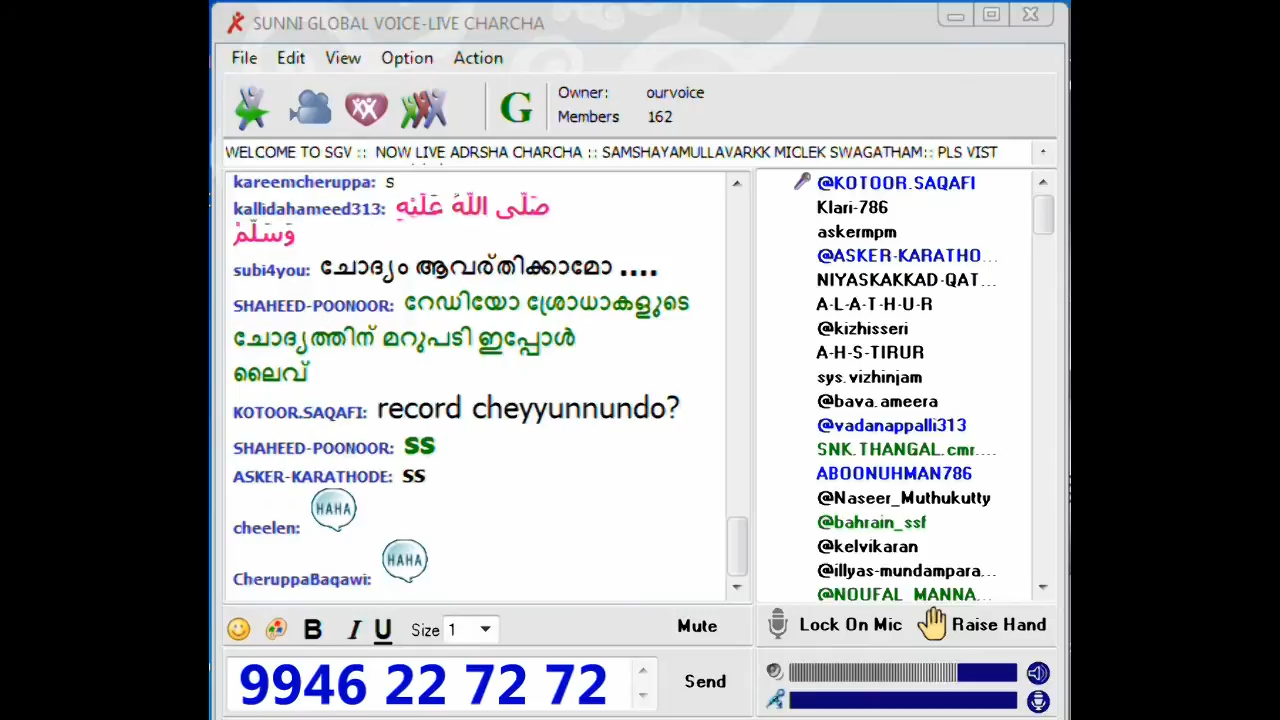 SUNNI GLOBAL VOICE-LIVE CHARCHA
File Edit View Option Action
G Owner: ourvoice
Members 162
WELCOME TO SGV :: NOW LIVE ADRSHA CHARCHA :: SAMSHAYAMULLAVARKK MICLEK SWAGATHAM:: PLS VIST
kareemcheruppa: s
kallidahameed313: صَلَّى اللَّهُ عَلَيْهِ
وَسَلَّمْ
subi4you: ചോദ്യം ആവര്തിക്കാമോ ....
SHAHEED-POONOOR: റേഡിയോ ശ്രോധാകളുടെ
ചോദ്യത്തിന് മറുപടി ഇപ്പോൾ
ലൈവ്
KOTOOR.SAQAFI: record cheyyunnundo?
SHAHEED-POONOOR: ss
ASKER-KARATHODE: ss
cheelen: HAHA
CheruppaBaqawi: HAHA
@KOTOOR.SAQAFI
Klari-786
askermpm
@ASKER-KARATHO...
NIYASKAKKAD-QAT...
A-L-A-T-H-U-R
@kizhisseri
A-H-S-TIRUR
sys.vizhinjam
@bava.ameera
@vadanappalli313
SNK.THANGAL.cmr....
ABOONUHMAN786
@Naseer_Muthukutty
@bahrain_ssf
@kelvikaran
@illyas-mundampara...
@NOUFAL_MANNA...
B I U Size 1 Mute
Lock On Mic Raise Hand
9946 22 72 72 Send